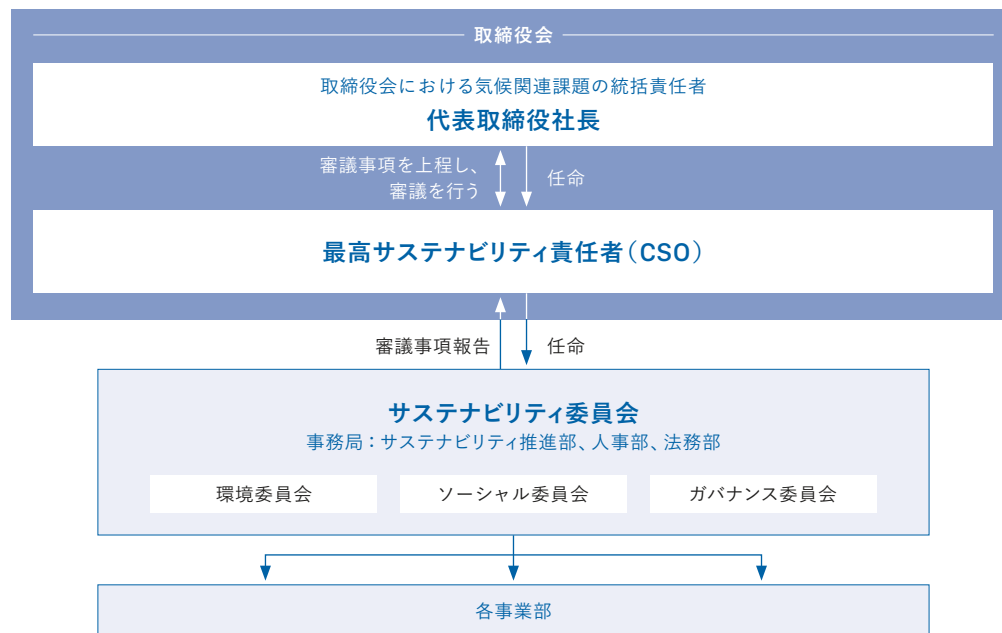 取締役会
取締役会における気候関連課題の統括責任者
代表取締役社長
審議事項を上程し、
審議を行う
任命
最高サステナビリティ責任者（CSO）
審議事項報告
任命
サステナビリティ委員会
事務局：サステナビリティ推進部、人事部、法務部
環境委員会
ソーシャル委員会
ガバナンス委員会
各事業部